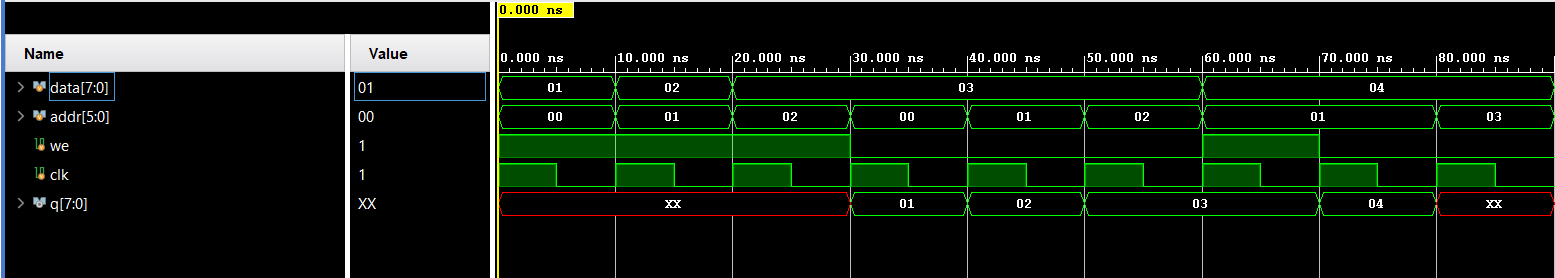 0.000 ns
Name Value
0.000 ns 10.000 ns 20.000 ns 30.000 ns 40.000 ns 50.000 ns 60.000 ns 70.000 ns 80.000 ns
data[7:0] 01 01 02 03 04
addr[5:0] 00 00 01 02 00 01 02 01 03
we 1
clk 1
q[7:0] XX XX 01 02 03 04 XX